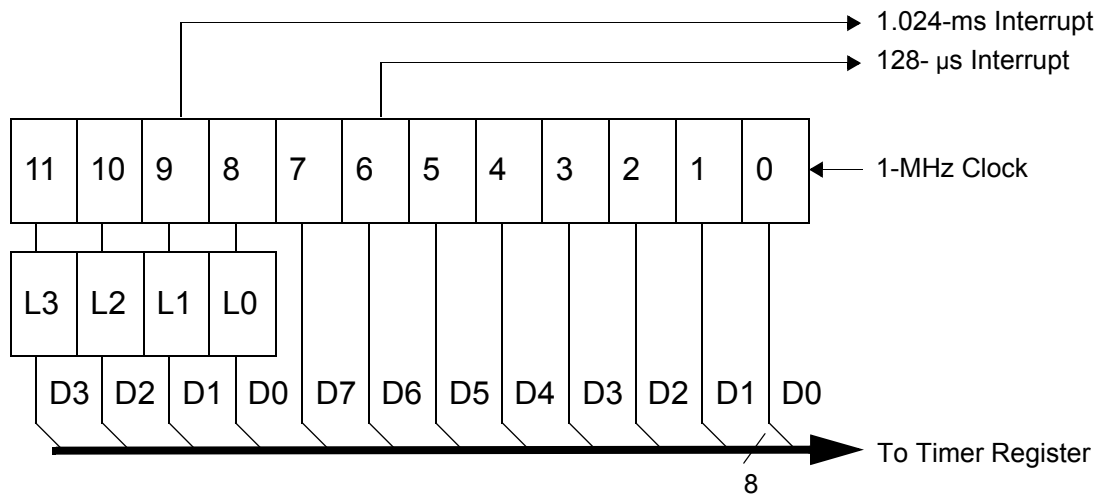 1.024-ms Interrupt
128- µs Interrupt
11 10 9 8 7 6 5 4 3 2 1 0
1-MHz Clock
L3 L2 L1 L0
D3 D2 D1 D0 D7 D6 D5 D4 D3 D2 D1 D0
To Timer Register
8